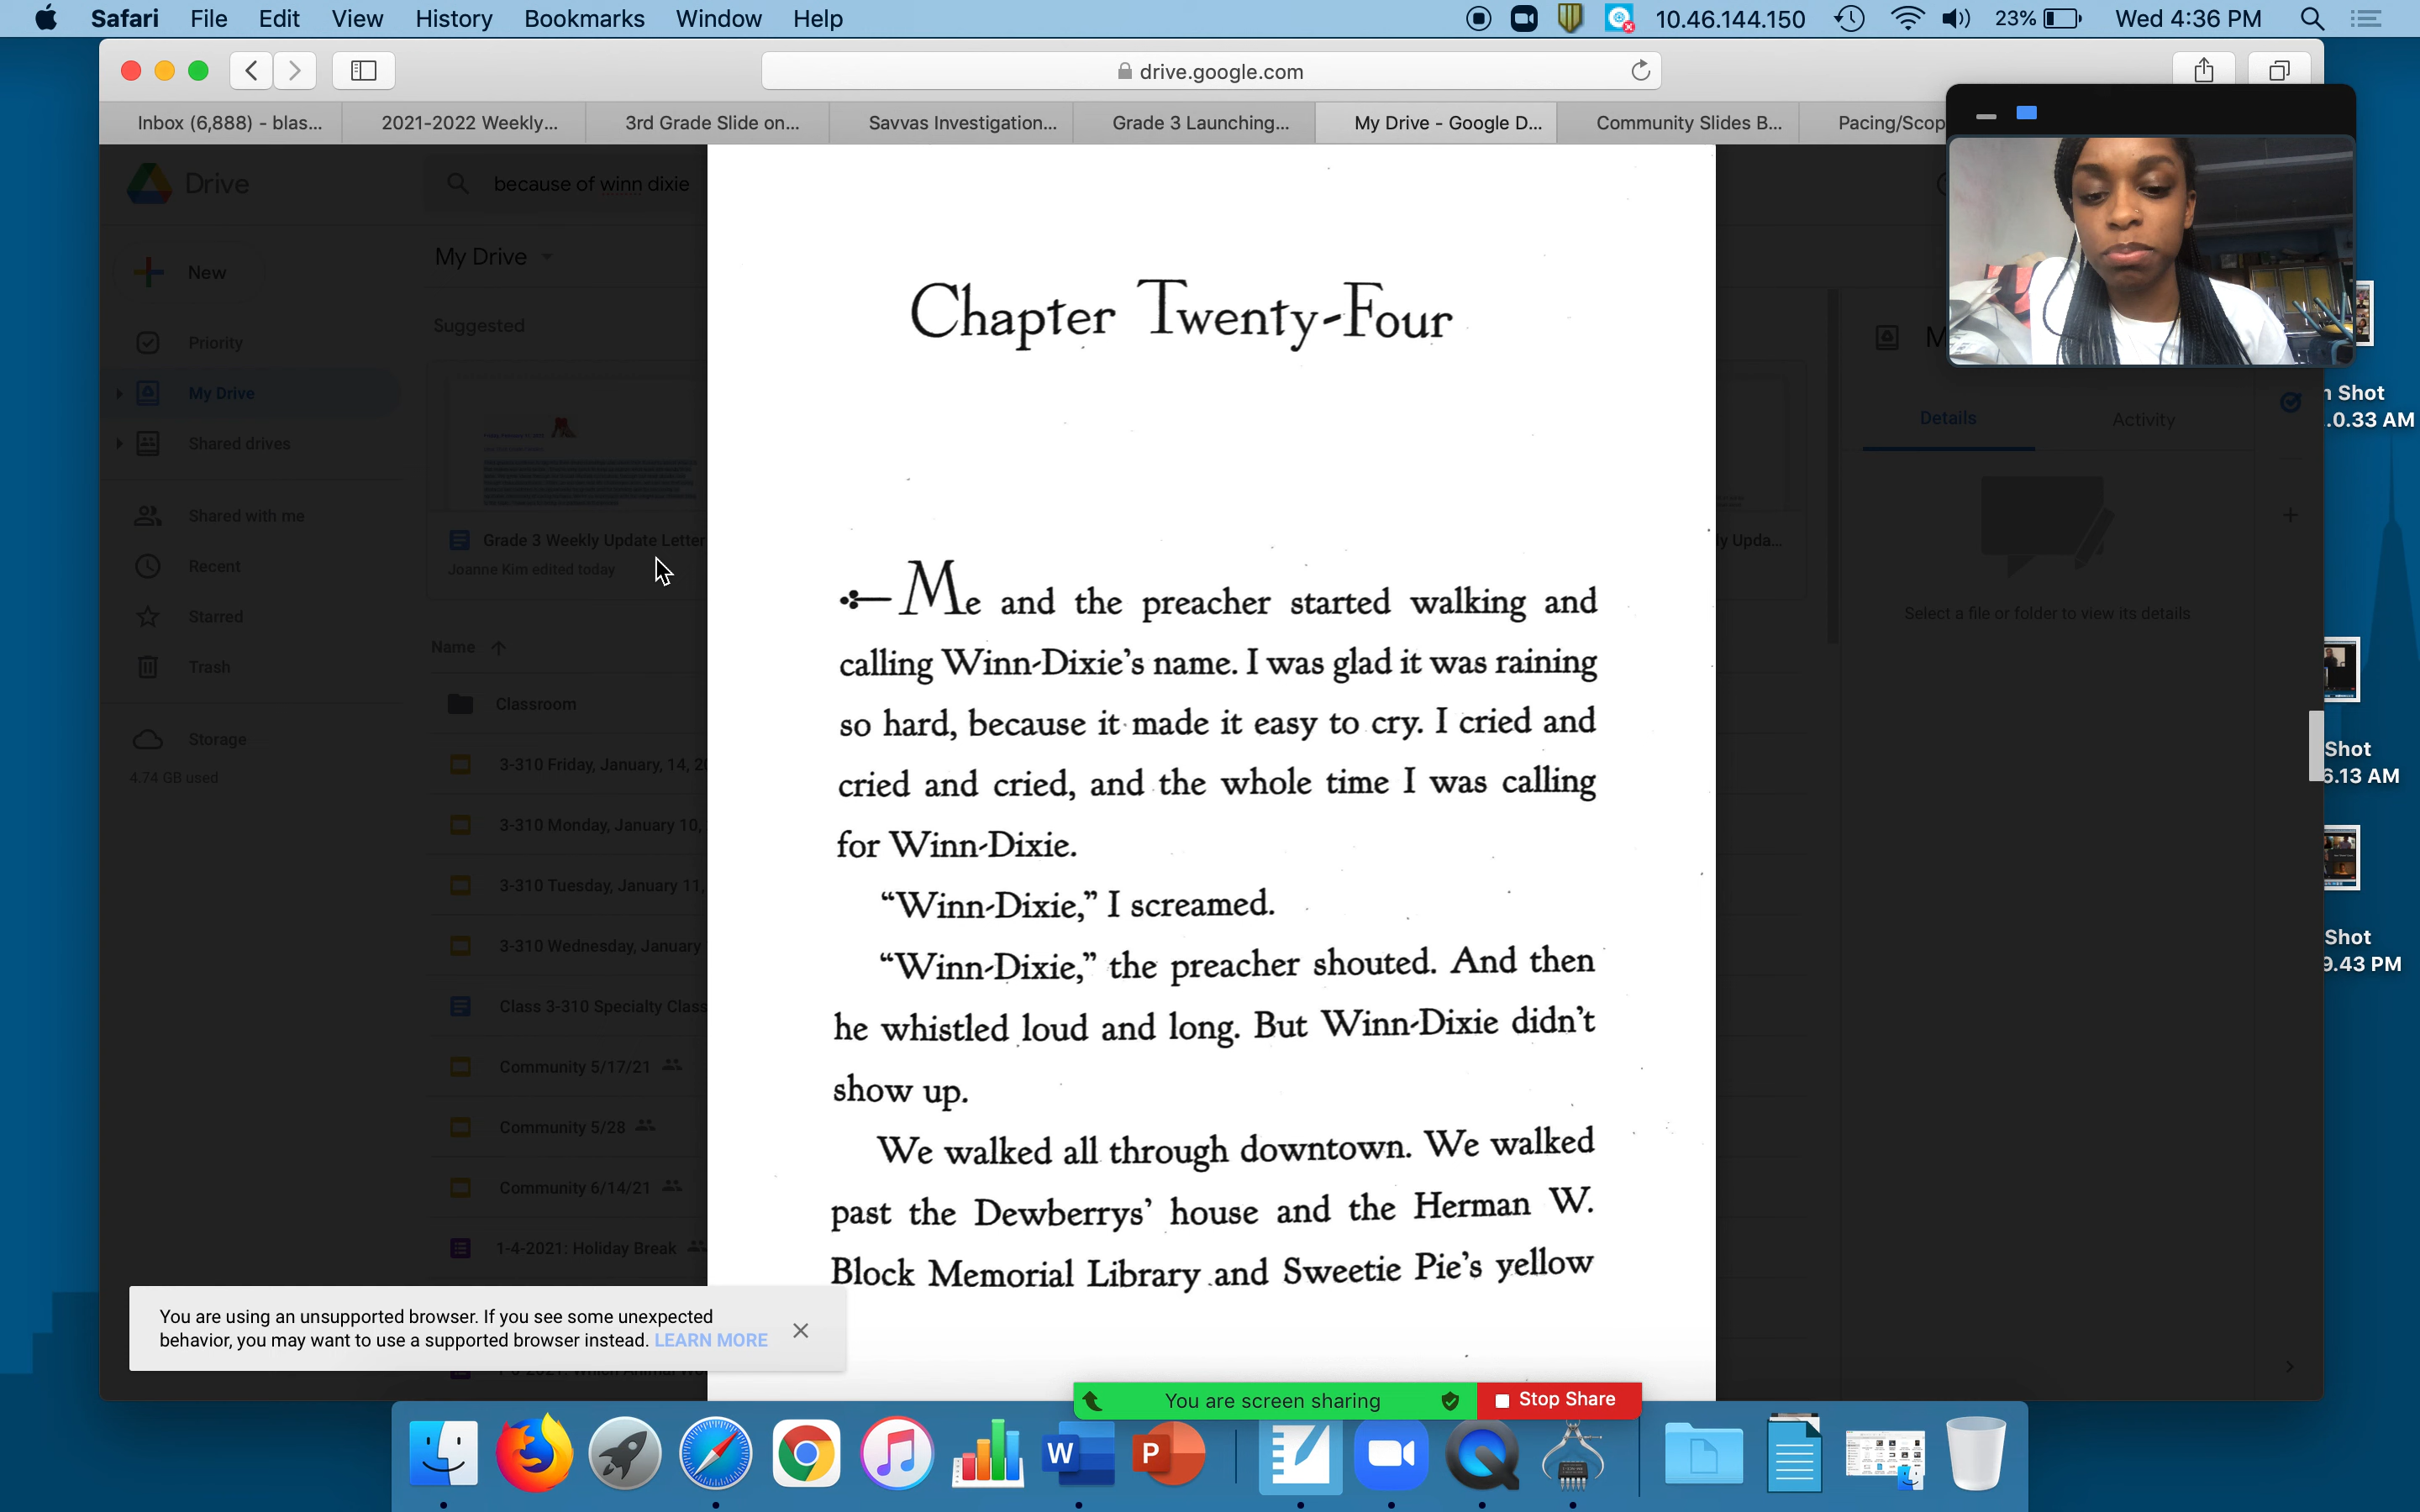 Safari File Edit View History Bookmarks Window Help 10.46.144.150 23% Wed 4:36 PM
drive.google.com
Inbox (6,888) - blas... 2021-2022 Weekly... 3rd Grade Slide on... Savvas Investigation... Grade 3 Launching... My Drive - Google D... Community Slides B... Pacing/Scop
Drive
because of winn dixie
New
Priority
My Drive
Shared drives
Shared with me
Recent
Starred
Trash
Storage
4.74 GB used
My Drive
Suggested
Grade 3 Weekly Update Letter
Joanne Kim edited today
Name
Classroom
3-310 Friday, January, 14, 20
3-310 Monday, January 10,
3-310 Tuesday, January 11,
3-310 Wednesday, January
Class 3-310 Specialty Class
Community 5/17/21
Community 5/28
Community 6/14/21
1-4-2021: Holiday Break
Chapter Twenty-Four
Me and the preacher started walking and
calling Winn-Dixie’s name. I was glad it was raining
so hard, because it made it easy to cry. I cried and
cried and cried, and the whole time I was calling
for Winn-Dixie.
“Winn-Dixie,” I screamed.
“Winn-Dixie,” the preacher shouted. And then
he whistled loud and long. But Winn-Dixie didn’t
show up.
We walked all through downtown. We walked
past the Dewberrys’ house and the Herman W.
Block Memorial Library and Sweetie Pie’s yellow
ly Upda...
Details Activity
Select a file or folder to view its details
n Shot
.0.33 AM
Shot
6.13 AM
Shot
9.43 PM
You are using an unsupported browser. If you see some unexpected
behavior, you may want to use a supported browser instead. LEARN MORE
You are screen sharing Stop Share
W P